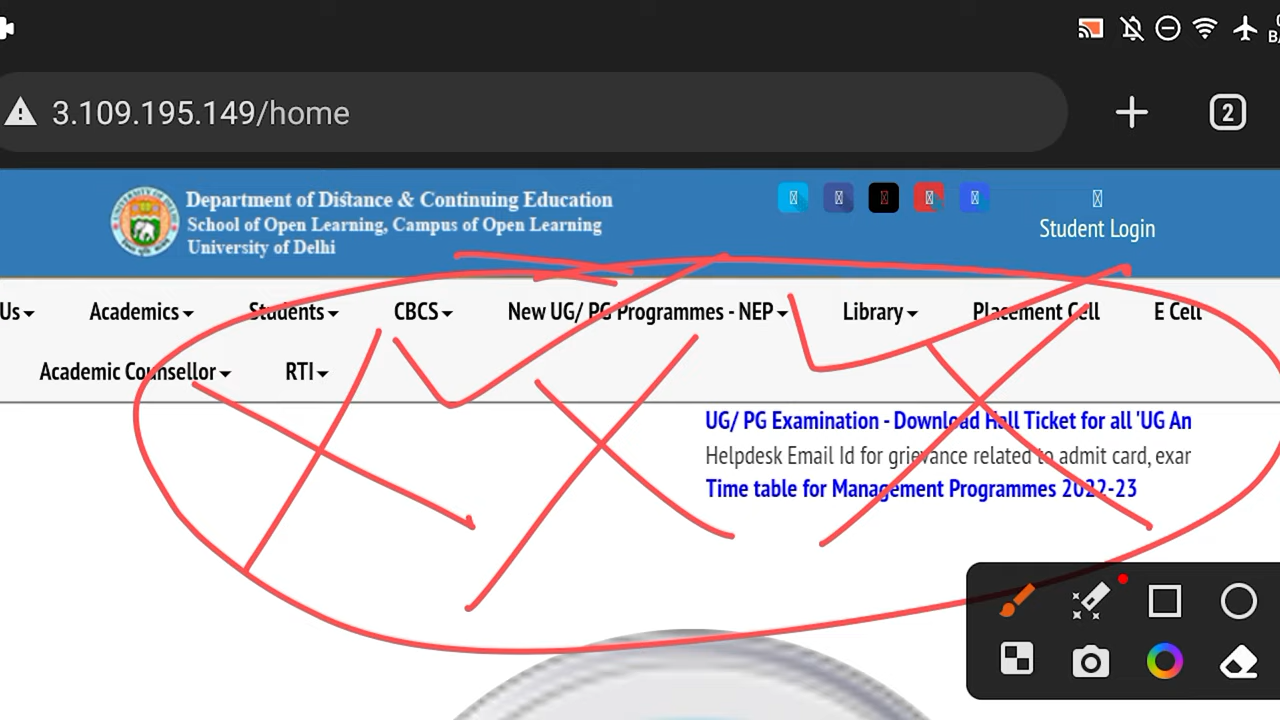 3.109.195.149/home
2
Department of Distance & Continuing Education
School of Open Learning, Campus of Open Learning
University of Delhi
Student Login
Us
Academics
Students
CBCS
New UG/ PG Programmes - NEP
Library
Placement Cell
E Cell
Academic Counsellor
RTI
UG/ PG Examination - Download Hall Ticket for all 'UG An
Helpdesk Email Id for grievance related to admit card, exar
Time table for Management Programmes 2022-23